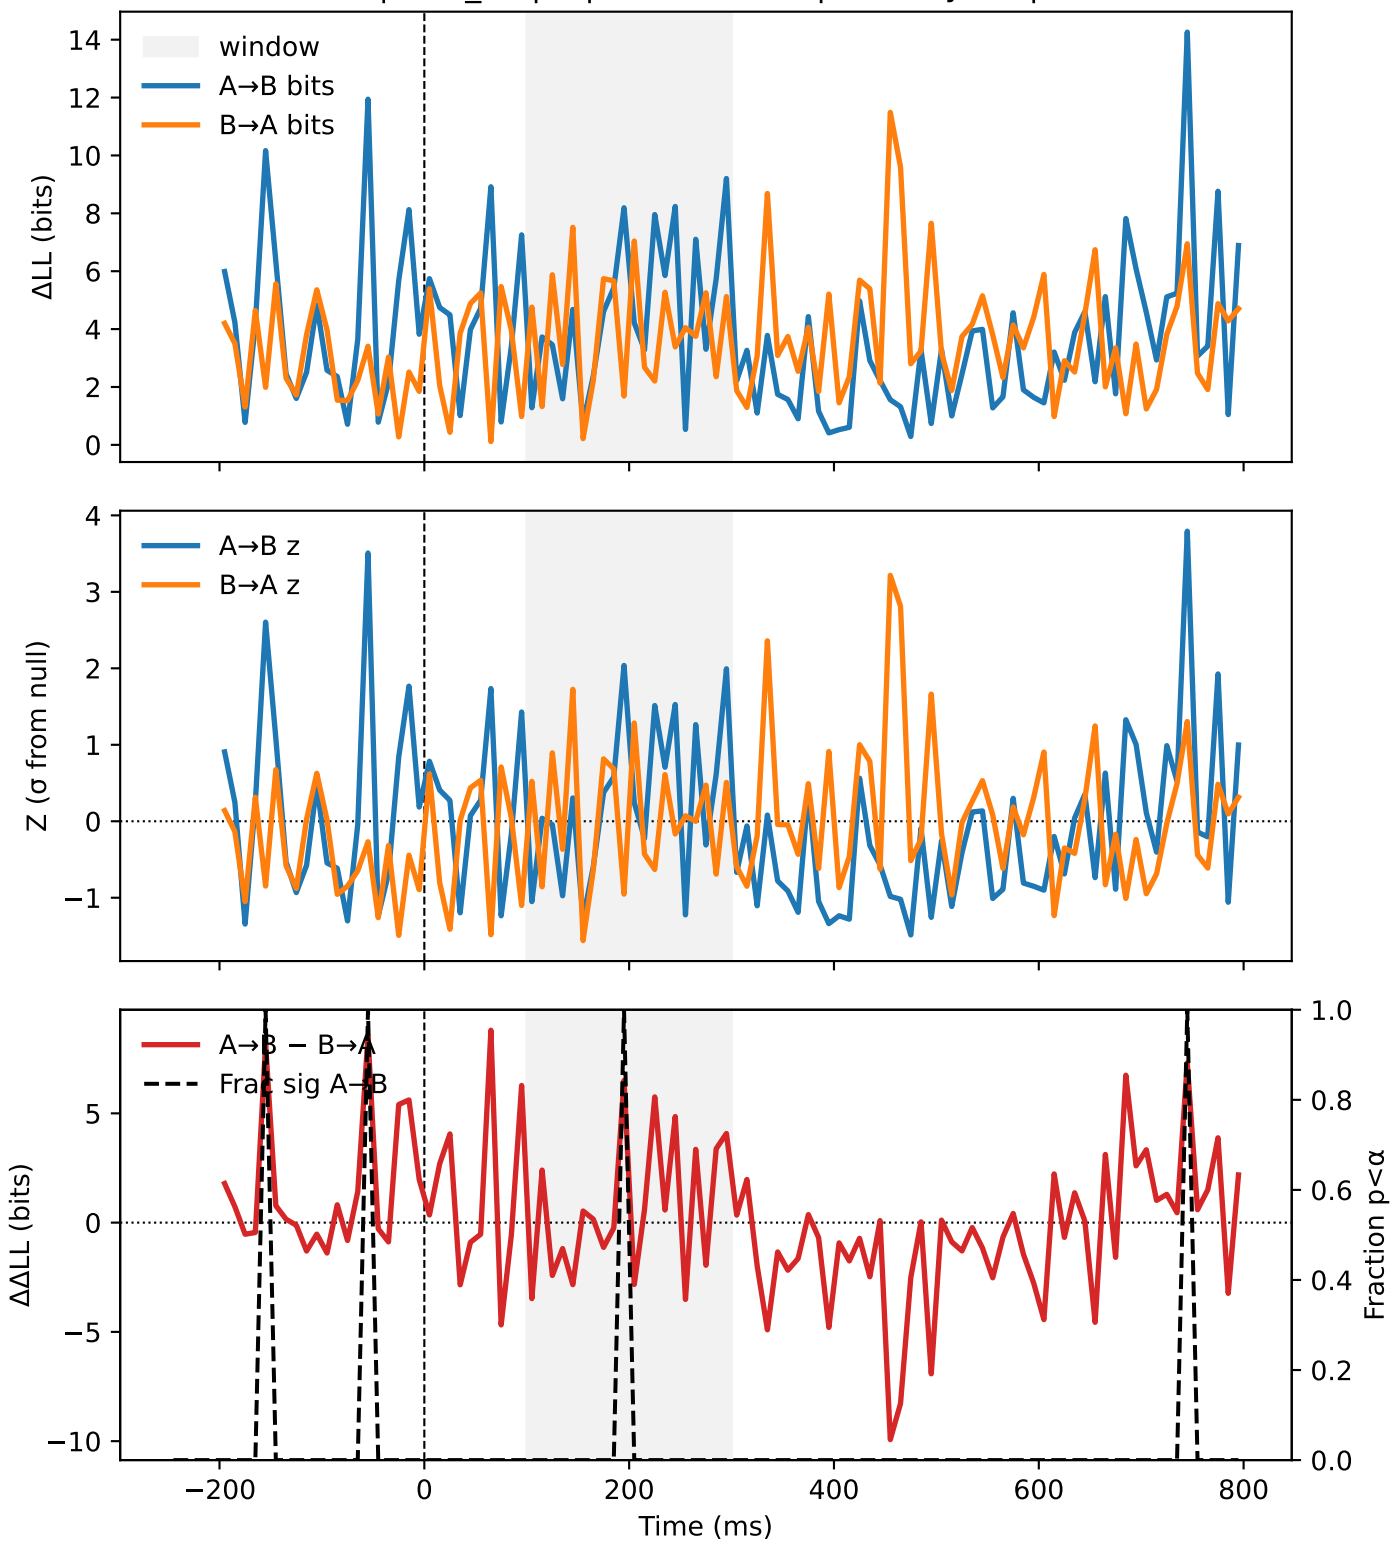 14
12
10
8
6
4
2
0
ΔLL (bits)
window
A→B bits
B→A bits
4
3
2
1
0
−1
Z (σ from null)
A→B z
B→A z
5
0
−5
−10
ΔΔLL (bits)
A→B − B→A
Frac sig A→B
1.0
0.8
0.6
0.4
0.2
0.0
Fraction p<α
−200 0 200 400 600 800
Time (ms)